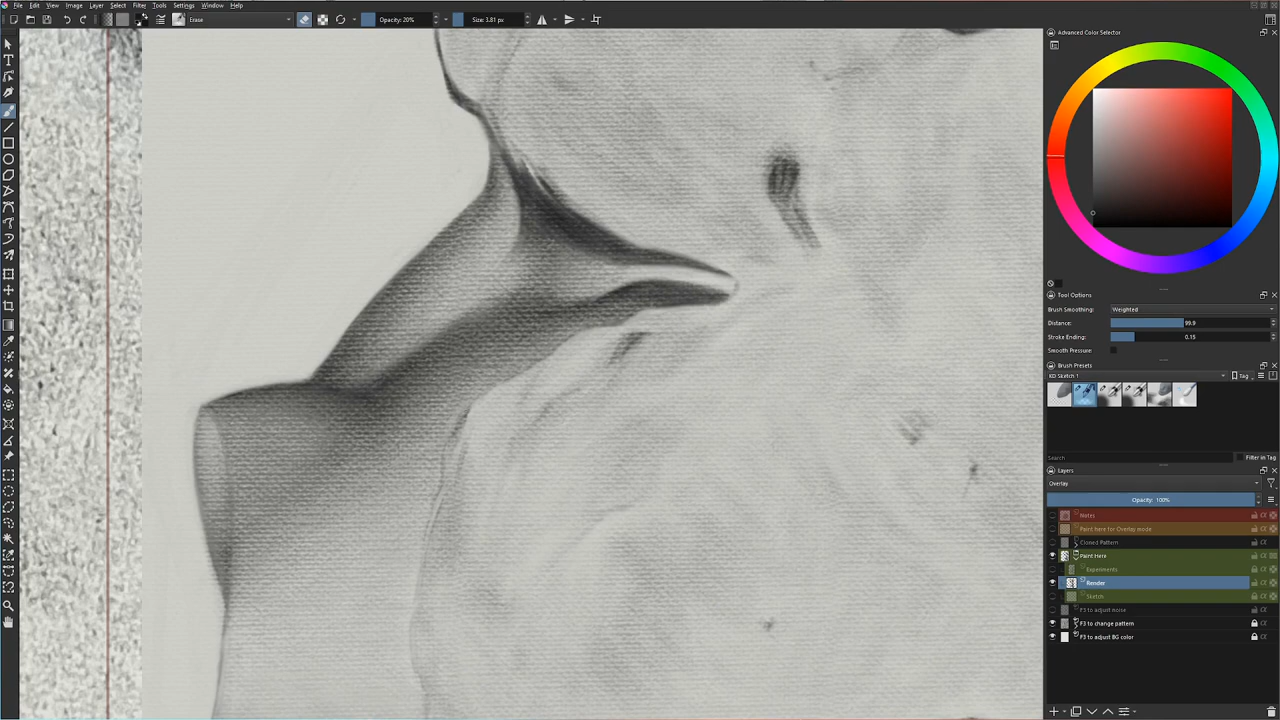 File Edit View Image Layer Select Filter Tools Settings Window Help
Erase Opacity: 20% Size: 3.81 px
Advanced Color Selector
Tool Options
Brush Smoothing: Weighted
Distance: 99.9
Stroke Ending: 0.15
Smooth Pressure:
Brush Presets
KD Sketch 1 Tag
Search Filter in Tag
Layers
Overlay
Opacity: 100%
Notes
Paint here for Overlay mode
Cloned Pattern
Paint Here
Experiments
Render
Sketch
F3 to adjust noise
F3 to change pattern
F3 to adjust BG color